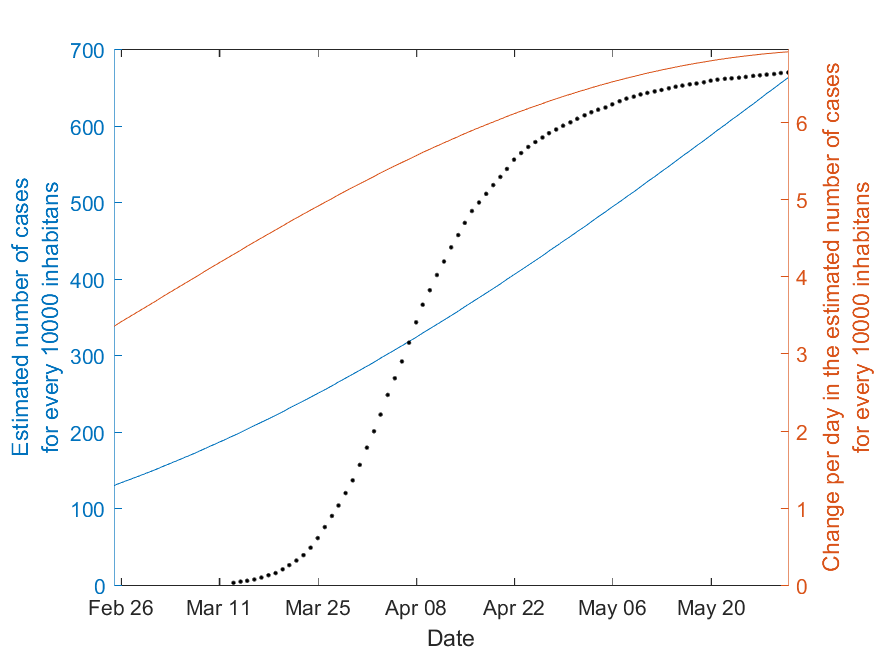 700
600
500
400
300
200
100
0
Estimated number of cases
for every 10000 inhabitans
6
5
4
3
2
1
0
Change per day in the estimated number of cases
for every 10000 inhabitans
Feb 26
Mar 11
Mar 25
Apr 08
Apr 22
May 06
May 20
Date